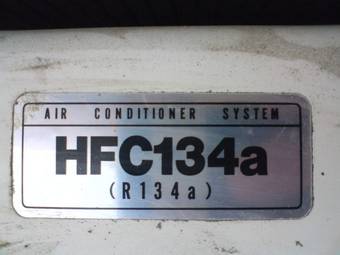 AIR CONDITIONER SYSTEM
HFC134a
(R134a)